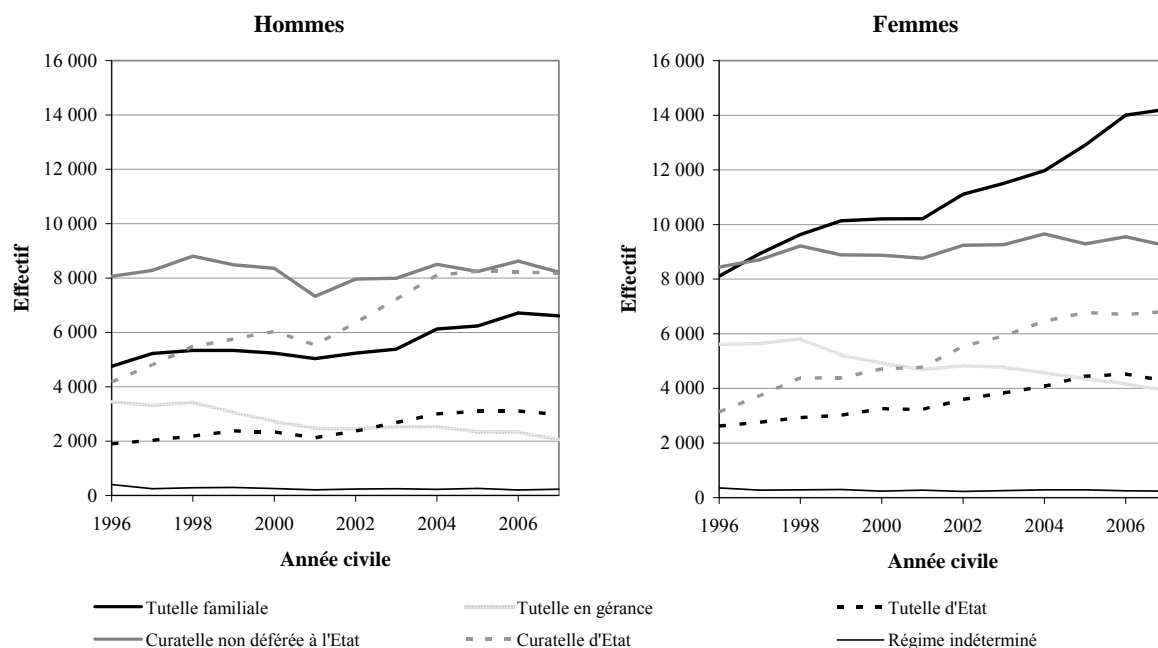 Hommes
16 000
14 000
12 000
10 000
8 000
6 000
4 000
2 000
0
Effectif
1996 1998 2000 2002 2004 2006
Année civile
Femmes
16 000
14 000
12 000
10 000
8 000
6 000
4 000
2 000
0
Effectif
1996 1998 2000 2002 2004 2006
Année civile
Tutelle familiale Tutelle en gérance Tutelle d'Etat
Curatelle non déférée à l'Etat Curatelle d'Etat Régime indéterminé